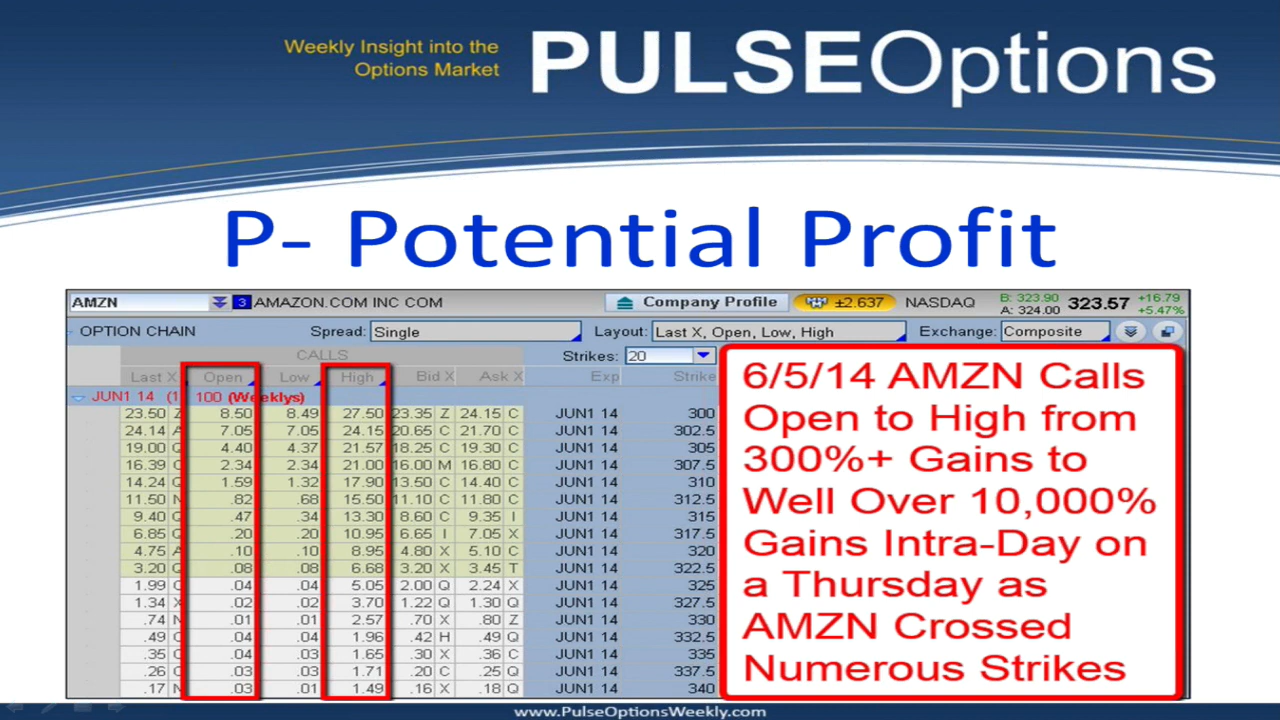 Weekly Insight into the
Options Market
PULSEOptions
P- Potential Profit
AMZN 3 AMAZON.COM INC COM Company Profile ±2.637 NASDAQ B: 323.90 A: 324.00 323.57 +16.79 +5.47%
OPTION CHAIN Spread: Single Layout: Last X, Open, Low, High Exchange: Composite
CALLS Strikes: 20
Last X Open Low High Bid X Ask X Exp Strike
JUN1 14 (1 100 (Weeklys)
23.50 Z 8.50 8.49 27.50 23.35 Z 24.15 C JUN1 14 300
24.14 A 7.05 7.05 24.15 20.65 C 21.70 C JUN1 14 302.5
19.00 Q 4.40 4.37 21.57 18.25 C 19.30 C JUN1 14 305
16.39 2.34 2.34 21.00 16.00 M 16.80 C JUN1 14 307.5
14.24 1.59 1.32 17.90 13.50 C 14.40 C JUN1 14 310
11.50 N .82 .68 15.50 11.10 C 11.80 C JUN1 14 312.5
9.40 .47 .34 13.30 8.60 C 9.35 I JUN1 14 315
6.85 .20 .20 10.95 6.65 I 7.05 X JUN1 14 317.5
4.75 A .10 .10 8.95 4.80 X 5.10 C JUN1 14 320
3.20 .08 .08 6.68 3.20 X 3.45 T JUN1 14 322.5
1.99 .04 .04 5.05 2.00 Q 2.24 X JUN1 14 325
1.34 X .02 .02 3.70 1.22 Q 1.30 Q JUN1 14 327.5
.74 N .01 .01 2.57 .70 X .80 Z JUN1 14 330
.49 .04 .04 1.96 .42 H .49 Q JUN1 14 332.5
.35 .04 .03 1.65 .30 X .36 C JUN1 14 335
.26 .03 .03 1.71 .20 C .25 Q JUN1 14 337.5
.17 N .03 .01 1.49 .16 X .18 Q JUN1 14 340
6/5/14 AMZN Calls
Open to High from
300%+ Gains to
Well Over 10,000%
Gains Intra-Day on
a Thursday as
AMZN Crossed
Numerous Strikes
www.PulseOptionsWeekly.com